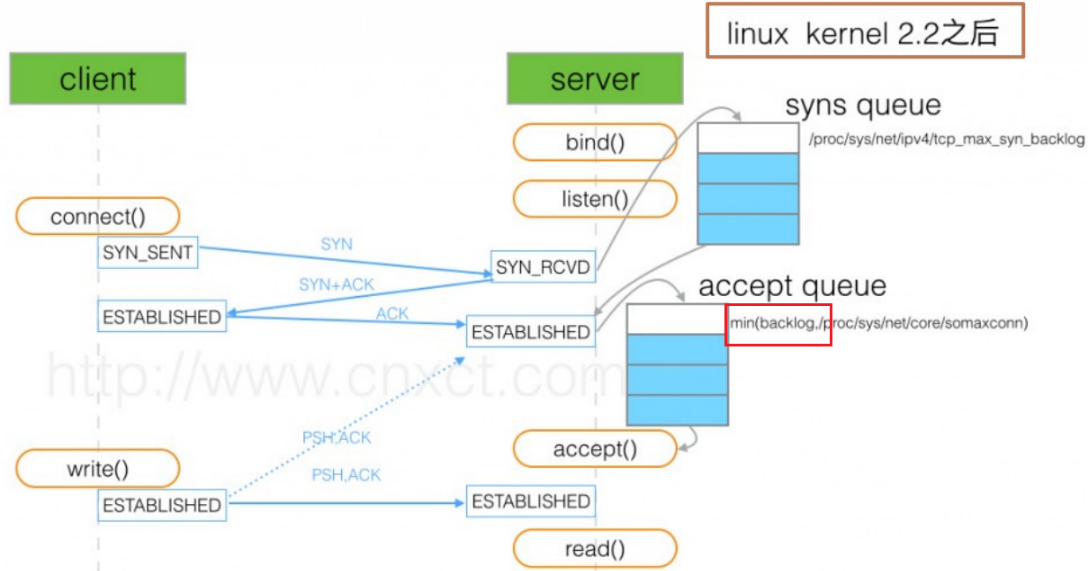 linux kernel 2.2之后
client
server
syns queue
/proc/sys/net/ipv4/tcp_max_syn_backlog
bind()
listen()
connect()
SYN_SENT
SYN
SYN_RCVD
SYN+ACK
accept queue
ESTABLISHED
ACK
ESTABLISHED
min(backlog,/proc/sys/net/core/somaxconn)
http://www.cnxct.com
PSH,ACK
accept()
write()
PSH,ACK
ESTABLISHED
ESTABLISHED
read()